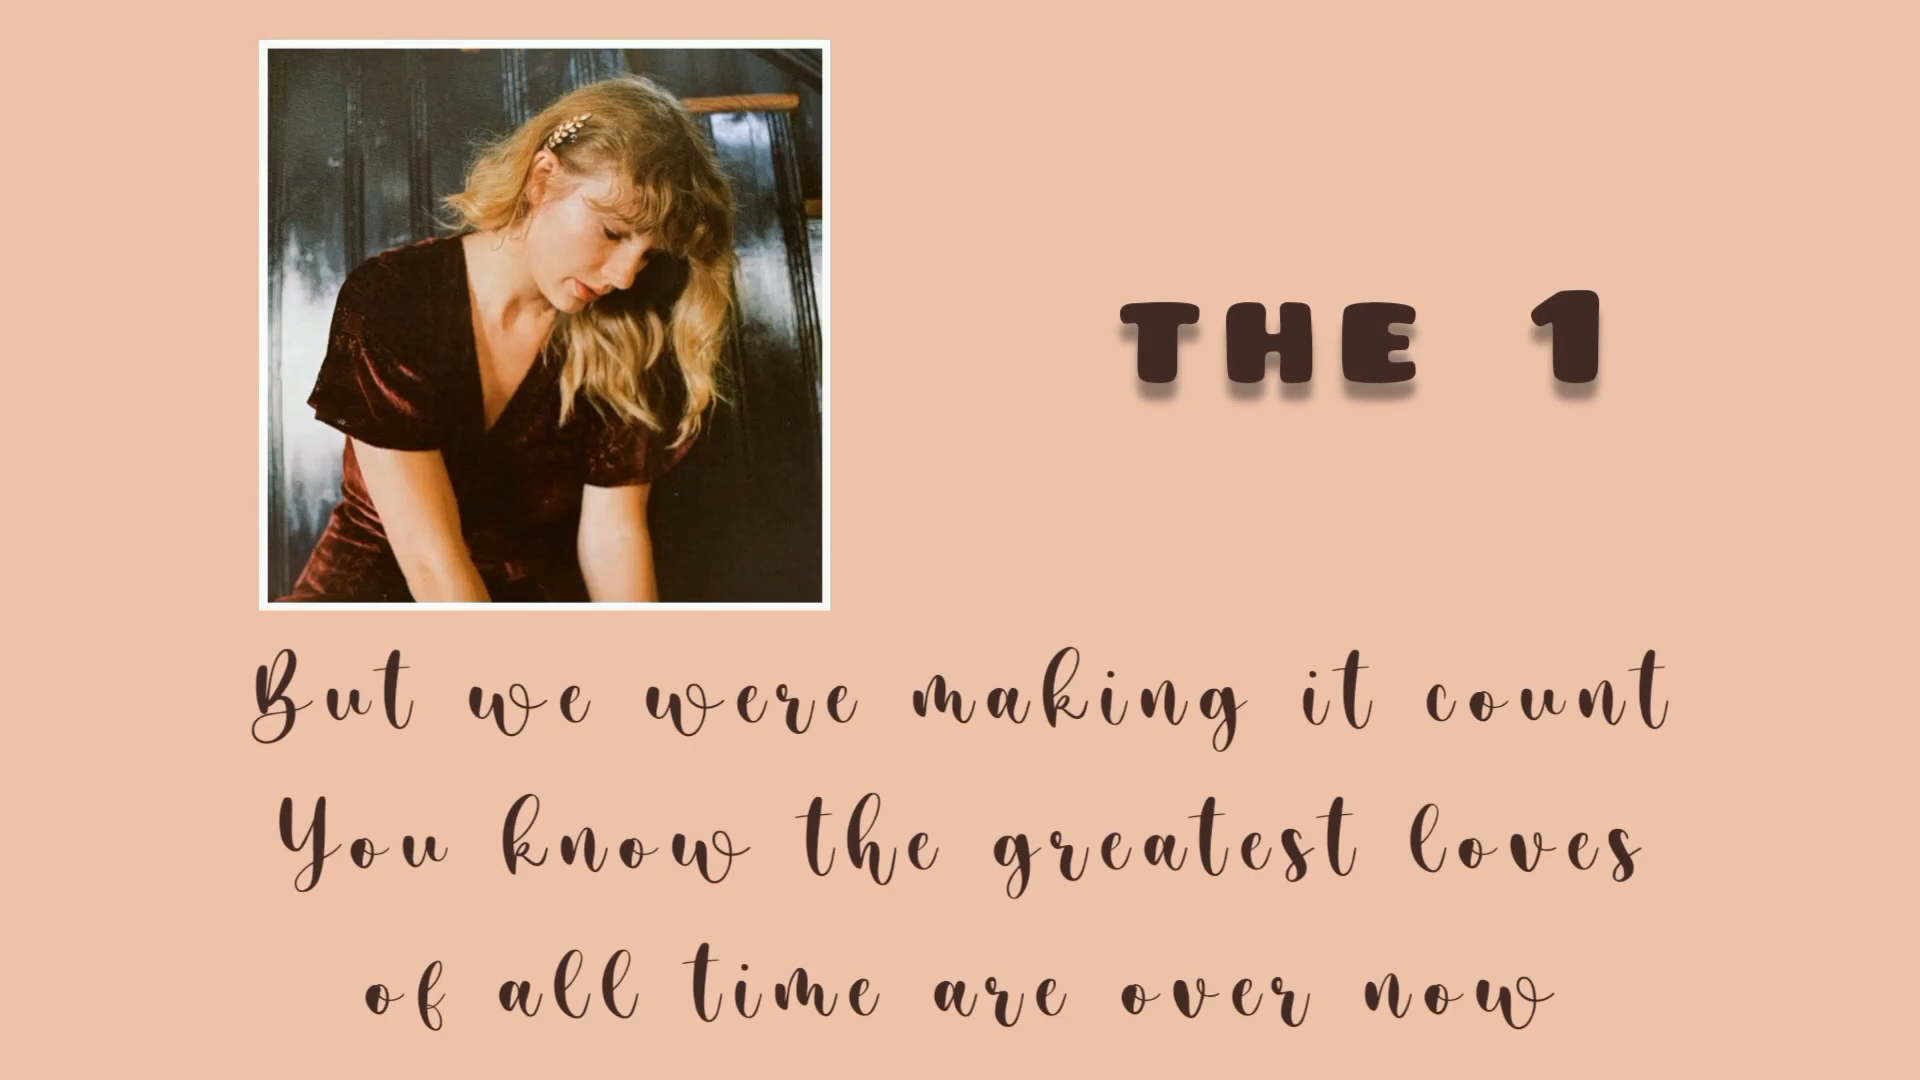 THE 1
But we were making it count
You know the greatest loves
of all time are over now